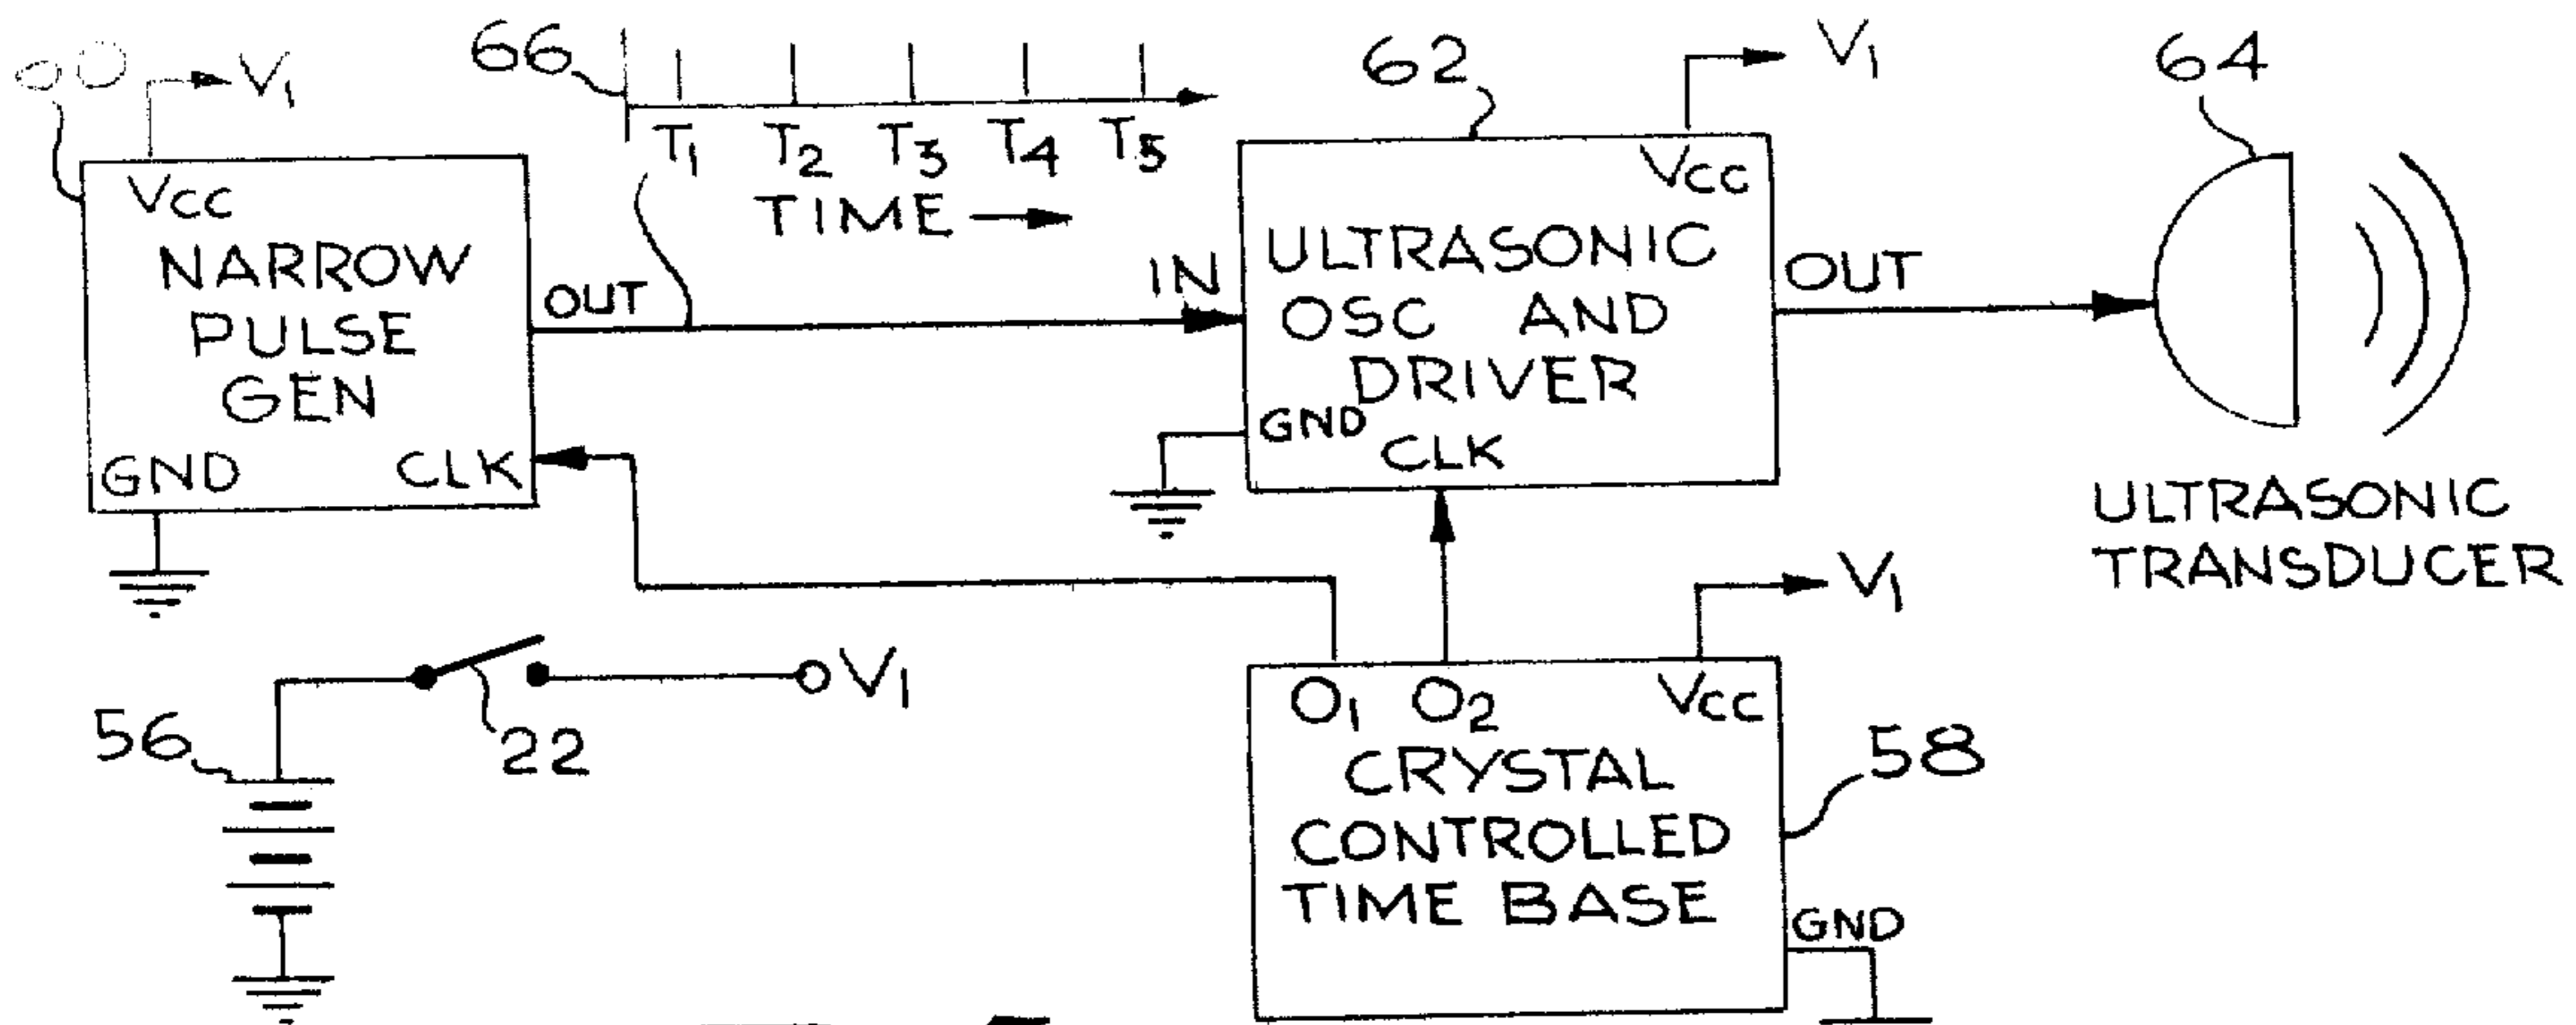 66
62
V1
64
V1
T1 T2 T3 T4 T5
TIME
VCC
NARROW
PULSE
GEN
GND
CLK
OUT
IN
VCC
ULTRASONIC
OSC AND
DRIVER
GND
CLK
OUT
ULTRASONIC
TRANSDUCER
V1
22
56
V1
O1 O2 VCC
CRYSTAL
CONTROLLED
TIME BASE
GND
58